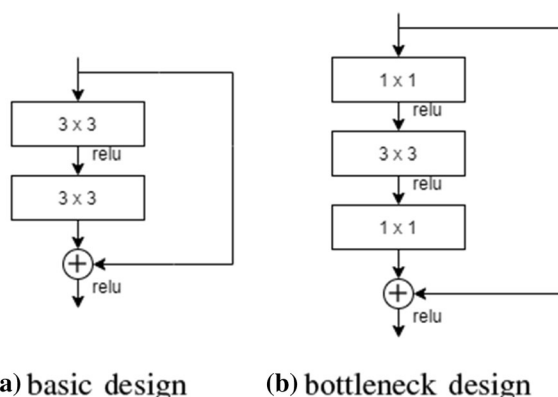 3 x 3
relu
3 x 3
relu
a) basic design
1 x 1
relu
3 x 3
relu
1 x 1
relu
(b) bottleneck design